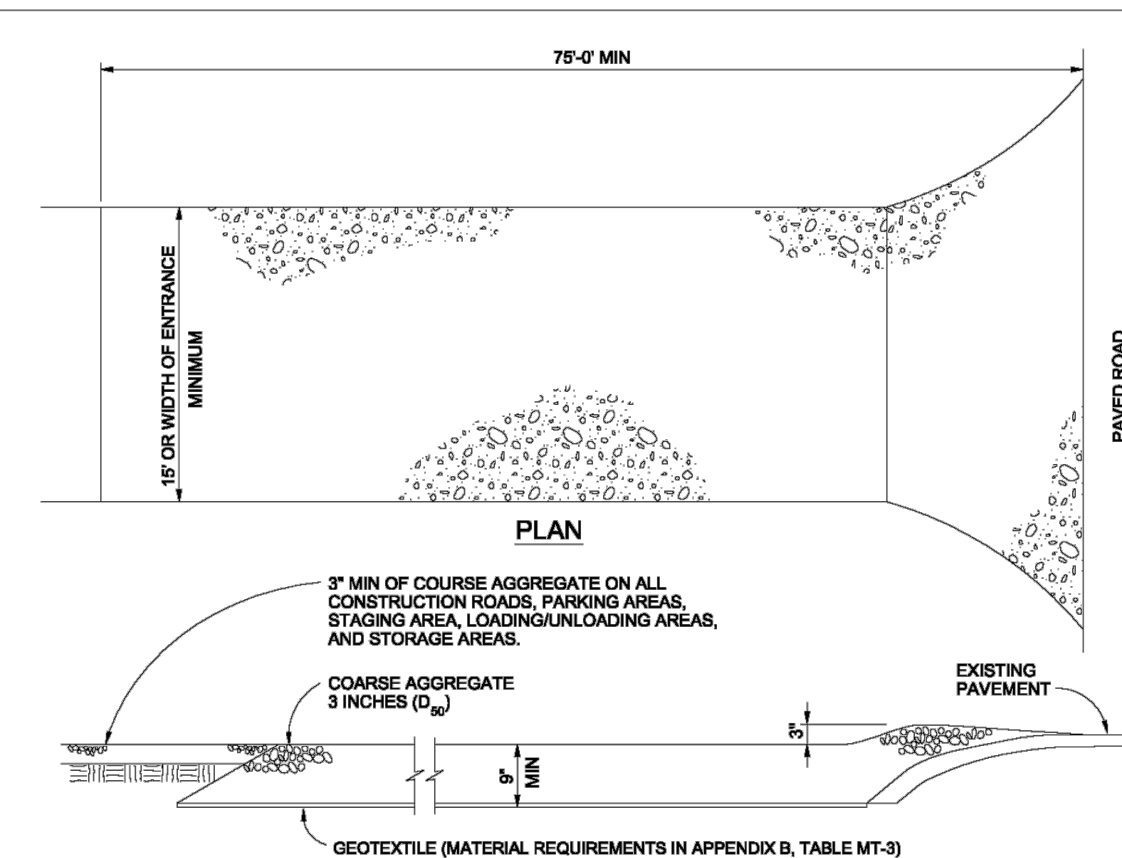 75'-0' MIN
15' OR WIDTH OF ENTRANCE
MINIMUM
PAVED ROAD
PLAN
3" MIN OF COURSE AGGREGATE ON ALL
CONSTRUCTION ROADS, PARKING AREAS,
STAGING AREA, LOADING/UNLOADING AREAS,
AND STORAGE AREAS.
COARSE AGGREGATE
3 INCHES (D50)
EXISTING
PAVEMENT
3"
9"
MIN
GEOTEXTILE (MATERIAL REQUIREMENTS IN APPENDIX B, TABLE MT-3)